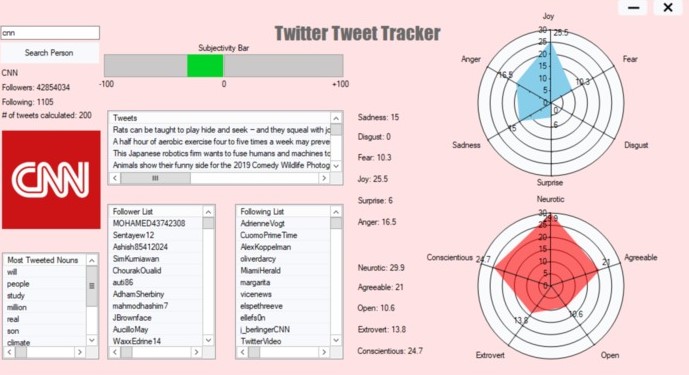 Twitter Tweet Tracker
cnn
Search Person
CNN
Followers: 42854034
Following: 1105
# of tweets calculated: 200
CNN
Most Tweeted Nouns
will
people
study
million
real
son
climate
Subjectivity Bar
-100 0 +100
Tweets
Rats can be taught to play hide and seek – and they squeal with
A half hour of aerobic exercise four to five times a week may
This Japanese robotics firm wants to fuse humans and machines
Animals show their funny side for the 2019 Comedy Wildlife
Follower List
MOHAMED43742308
Sentayew12
Ashish85412024
SimKumiawan
ChourakOualid
auti86
AdhamSherbiny
mahmodhashim7
JBrownface
AucilloMay
WaxxEdrine14
Following List
AdrienneVogt
CuomoPrimeTime
AlexKoppelman
oliverdarcy
MiamiHerald
margarita
vicenews
elspethreeve
ellefs0n
j_berlingerCNN
TwitterVideo
Sadness: 15
Disgust: 0
Fear: 10.3
Joy: 25.5
Surprise: 6
Anger: 16.5
Neurotic: 29.9
Agreeable: 21
Open: 10.6
Extrovert: 13.8
Conscientious: 24.7
Joy
30
25.5
25
20
15
10
5
0
Anger
16.5
Fear
10.3
Sadness
15
Disgust
0
Surprise
6
Neurotic
30
29.9
25
20
15
10
5
0
Conscientious
24.7
Agreeable
21
Extrovert
13.8
Open
10.6